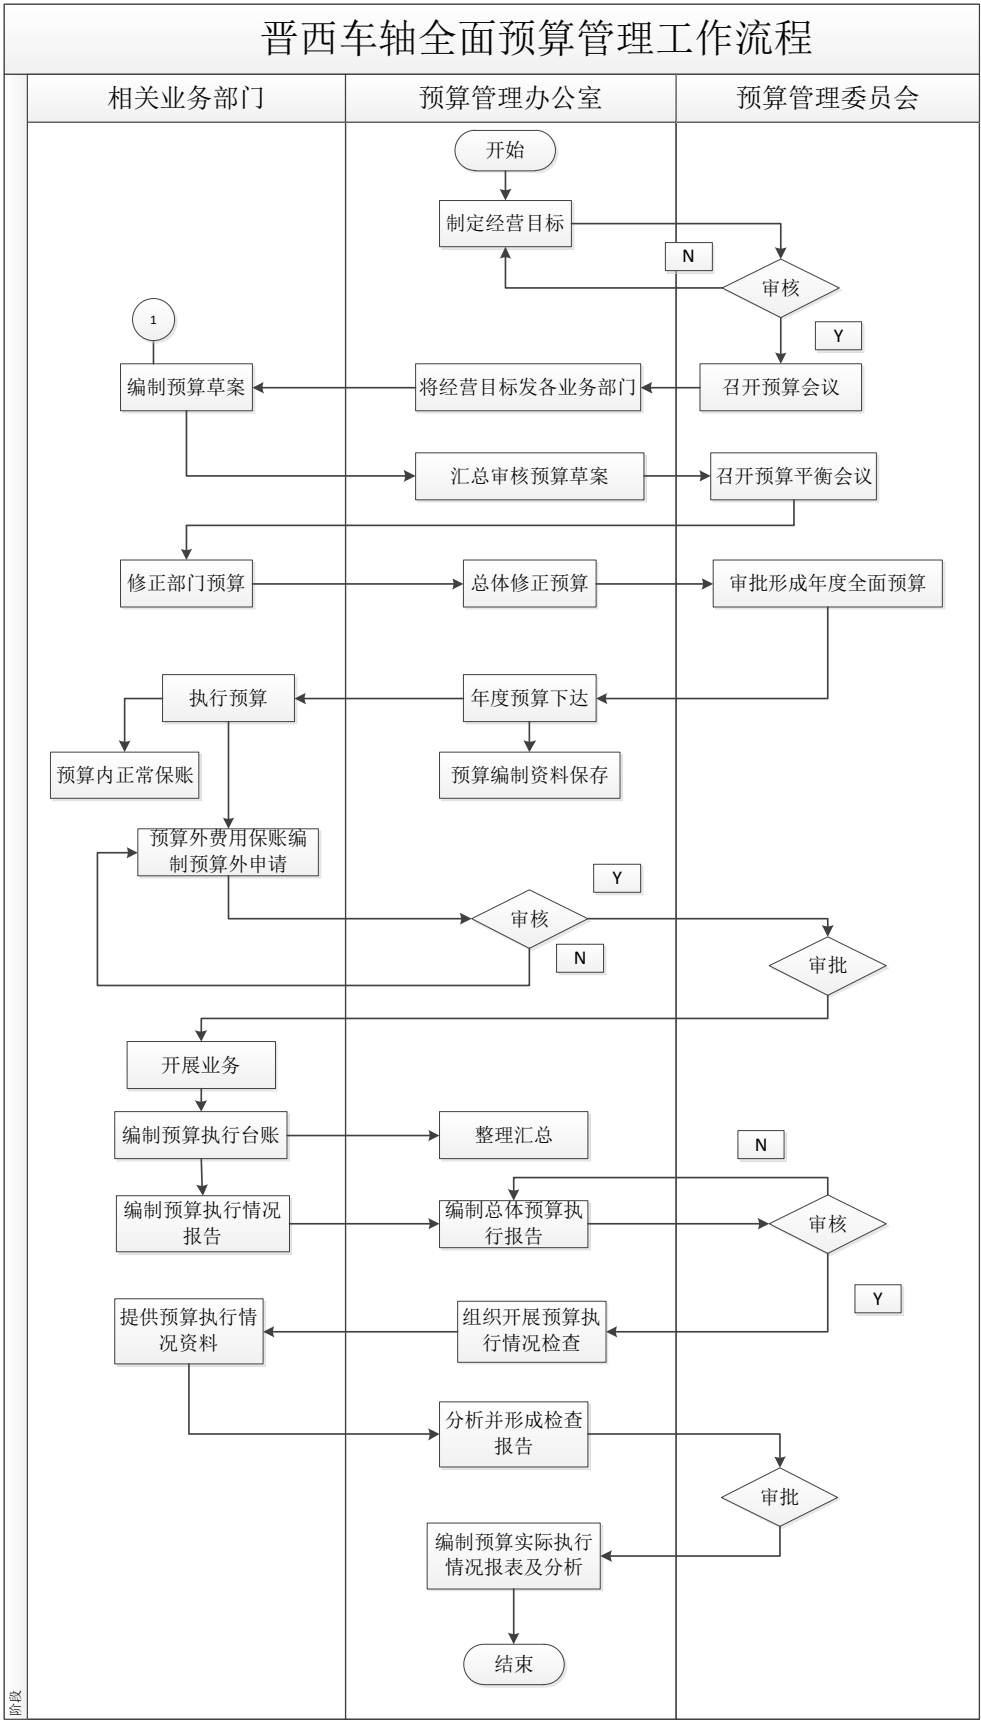 晋西车轴全面预算管理工作流程
相关业务部门
预算管理办公室
预算管理委员会
开始
制定经营目标
N
审核
1
Y
编制预算草案
将经营目标发各业务部门
召开预算会议
汇总审核预算草案
召开预算平衡会议
修正部门预算
总体修正预算
审批形成年度全面预算
执行预算
年度预算下达
预算内正常保账
预算编制资料保存
预算外费用保账编
制预算外申请
Y
审核
N
审批
开展业务
编制预算执行台账
整理汇总
N
编制预算执行情况
报告
编制总体预算执
行报告
审核
Y
提供预算执行情
况资料
组织开展预算执
行情况检查
分析并形成检查
报告
审批
编制预算实际执行
情况报表及分析
结束
阶段